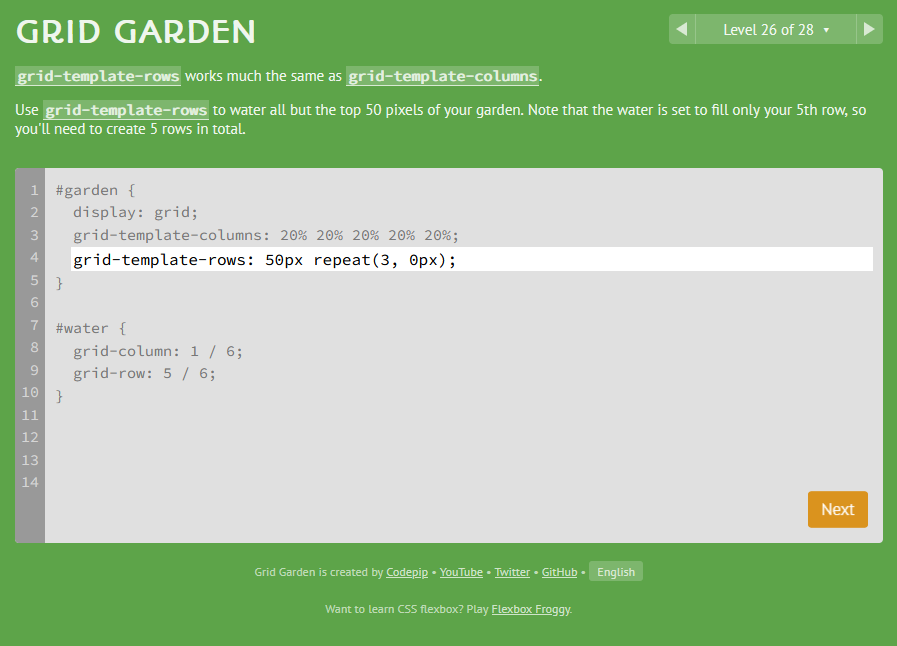 GRID GARDEN
◀ Level 26 of 28 ▾ ▶
grid-template-rows works much the same as grid-template-columns.
Use grid-template-rows to water all but the top 50 pixels of your garden. Note that the water is set to fill only your 5th row, so
you'll need to create 5 rows in total.
1 #garden {
2 display: grid;
3 grid-template-columns: 20% 20% 20% 20% 20%;
4 grid-template-rows: 50px repeat(3, 0px);
5 }
6
7 #water {
8 grid-column: 1 / 6;
9 grid-row: 5 / 6;
10 }
11
12
13
14
Next
Grid Garden is created by Codepip • YouTube • Twitter • GitHub • English
Want to learn CSS flexbox? Play Flexbox Froggy.